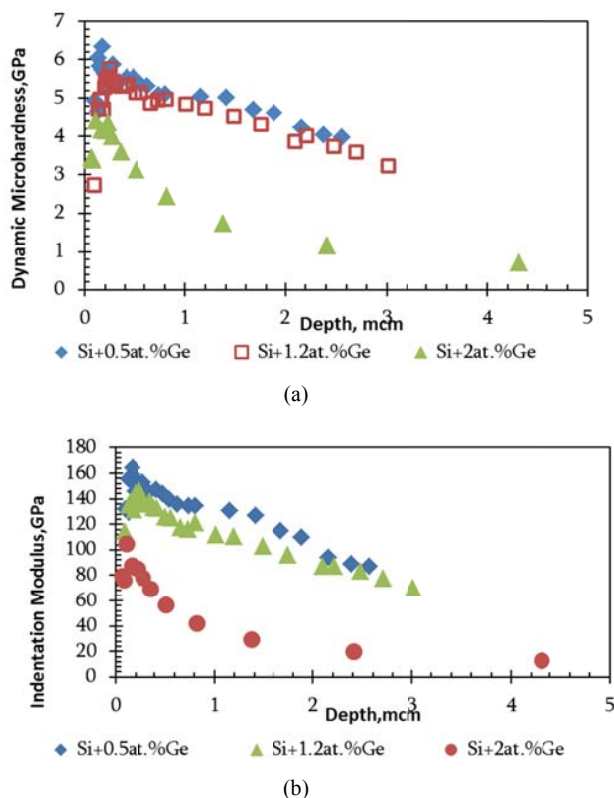 7
6
5
4
3
2
1
0
Dynamic Microhardness,GPa
0 1 2 3 4 5
Depth, mcm
Si+0.5at.%Ge Si+1.2at.%Ge Si+2at.%Ge
(a)
180
160
140
120
100
80
60
40
20
0
Indentation Modulus,GPa
0 1 2 3 4 5
Depth,mcm
Si+0.5at.%Ge Si+1.2at.%Ge Si+2at.%Ge
(b)